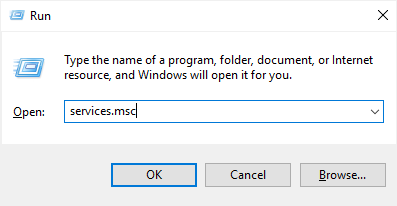 Run
Type the name of a program, folder, document, or Internet
resource, and Windows will open it for you.
Open:
services.msc
OK
Cancel
Browse...